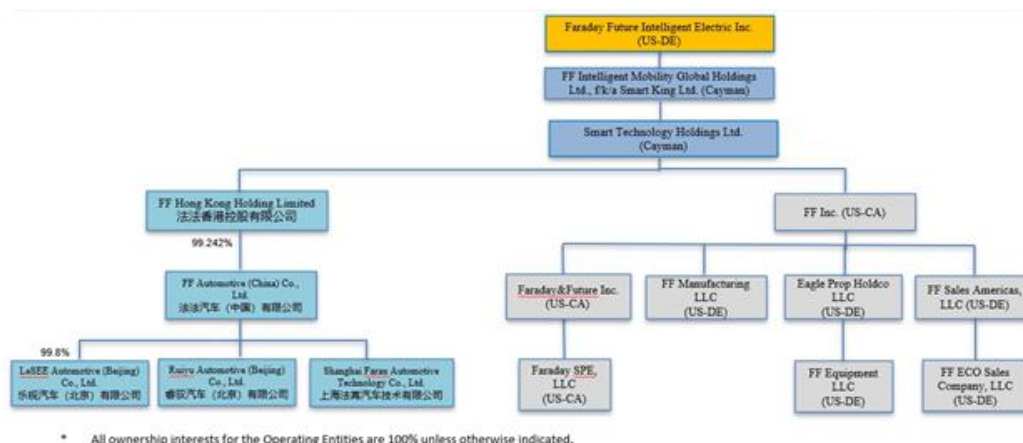 Faraday Future Intelligent Electric Inc.
(US-DE)
FF Intelligent Mobility Global Holdings
Ltd., f/k/a Smart King Ltd. (Cayman)
Smart Technology Holdings Ltd.
(Cayman)
FF Hong Kong Holding Limited
法法香港控股有限公司
FF Inc. (US-CA)
99.242%
FF Automotive (China) Co.,
Ltd.
法法汽车（中国）有限公司
Faraday&Future Inc.
(US-CA)
FF Manufacturing
LLC
(US-DE)
Eagle Prop Holdco
LLC
(US-DE)
FF Sales Americas,
LLC (US-DE)
99.8%
LeSEE Automotive (Beijing)
Co., Ltd.
乐视汽车（北京）有限公司
Ruiyu Automotive (Beijing)
Co., Ltd.
睿驭汽车（北京）有限公司
Shanghai Faran Automotive
Technology Co., Ltd.
上海法冉汽车技术有限公司
Faraday SPE,
LLC
(US-CA)
FF Equipment
LLC
(US-DE)
FF ECO Sales
Company, LLC
(US-DE)
* All ownership interests for the Operating Entities are 100% unless otherwise indicated.